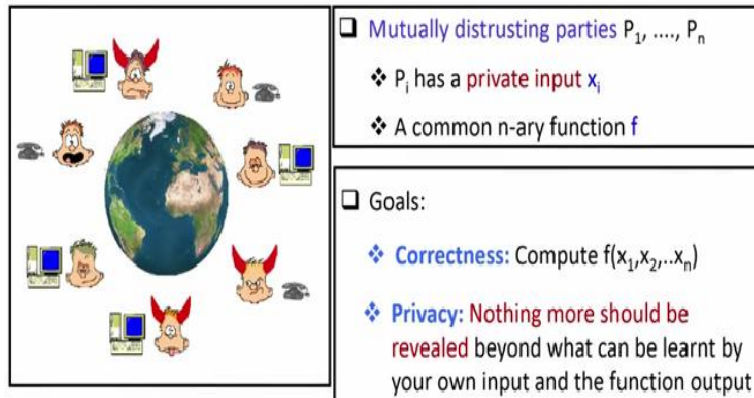 ❑ Mutually distrusting parties P₁, ...., Pₙ
❖ Pᵢ has a private input xᵢ
❖ A common n-ary function f
❑ Goals:
❖ Correctness: Compute f(x₁,x₂,..xₙ)
❖ Privacy: Nothing more should be
revealed beyond what can be learnt by
your own input and the function output